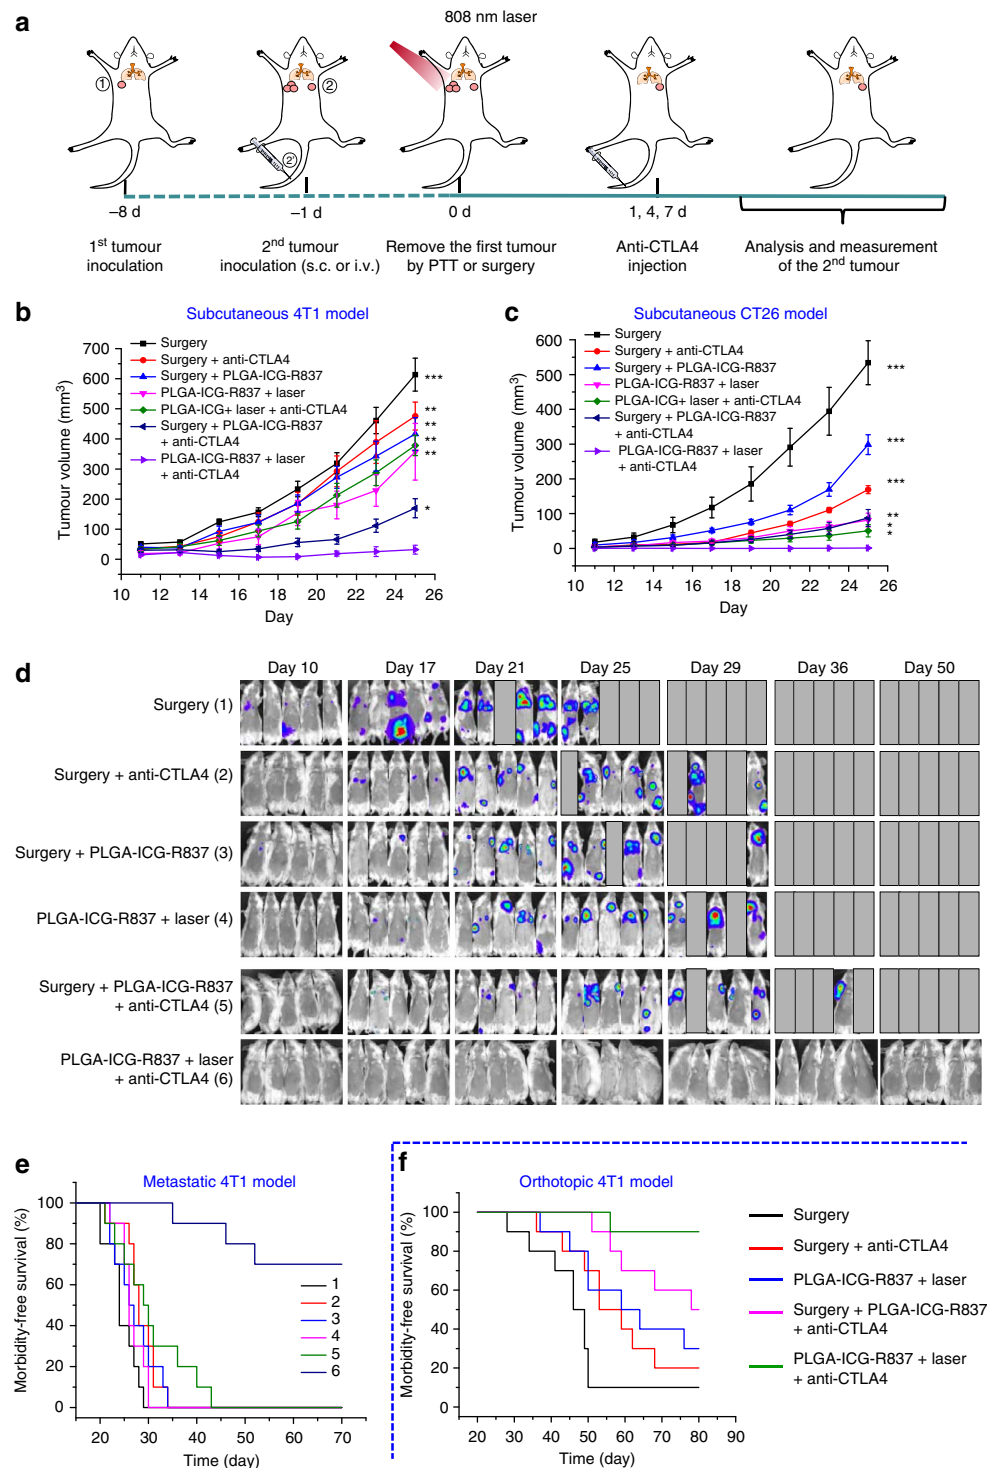 a
808 nm laser
1
2
2'
–8 d
–1 d
0 d
1, 4, 7 d
1st tumour
inoculation
2nd tumour
inoculation (s.c. or i.v.)
Remove the first tumour
by PTT or surgery
Anti-CTLA4
injection
Analysis and measurement
of the 2nd tumour
b
Subcutaneous 4T1 model
Tumour volume (mm3)
700
600
500
400
300
200
100
0
Surgery
Surgery + anti-CTLA4
Surgery + PLGA-ICG-R837
PLGA-ICG-R837 + laser
PLGA-ICG+ laser + anti-CTLA4
Surgery + PLGA-ICG-R837
+ anti-CTLA4
PLGA-ICG-R837 + laser
+ anti-CTLA4
***
**
**
**
**
*
10 12 14 16 18 20 22 24 26
Day
c
Subcutaneous CT26 model
Tumour volume (mm3)
600
500
400
300
200
100
0
Surgery
Surgery + anti-CTLA4
Surgery + PLGA-ICG-R837
PLGA-ICG-R837 + laser
PLGA-ICG+ laser + anti-CTLA4
Surgery + PLGA-ICG-R837
+ anti-CTLA4
PLGA-ICG-R837 + laser
+ anti-CTLA4
***
***
***
**
*
*
10 12 14 16 18 20 22 24 26
Day
d
Day 10 Day 17 Day 21 Day 25 Day 29 Day 36 Day 50
Surgery (1)
Surgery + anti-CTLA4 (2)
Surgery + PLGA-ICG-R837 (3)
PLGA-ICG-R837 + laser (4)
Surgery + PLGA-ICG-R837
+ anti-CTLA4 (5)
PLGA-ICG-R837 + laser
+ anti-CTLA4 (6)
e
Metastatic 4T1 model
Morbidity-free survival (%)
100
80
60
40
20
0
1
2
3
4
5
6
20 30 40 50 60 70
Time (day)
f
Orthotopic 4T1 model
Morbidity-free survival (%)
100
80
60
40
20
0
20 30 40 50 60 70 80 90
Time (day)
Surgery
Surgery + anti-CTLA4
PLGA-ICG-R837 + laser
Surgery + PLGA-ICG-R837
+ anti-CTLA4
PLGA-ICG-R837 + laser
+ anti-CTLA4